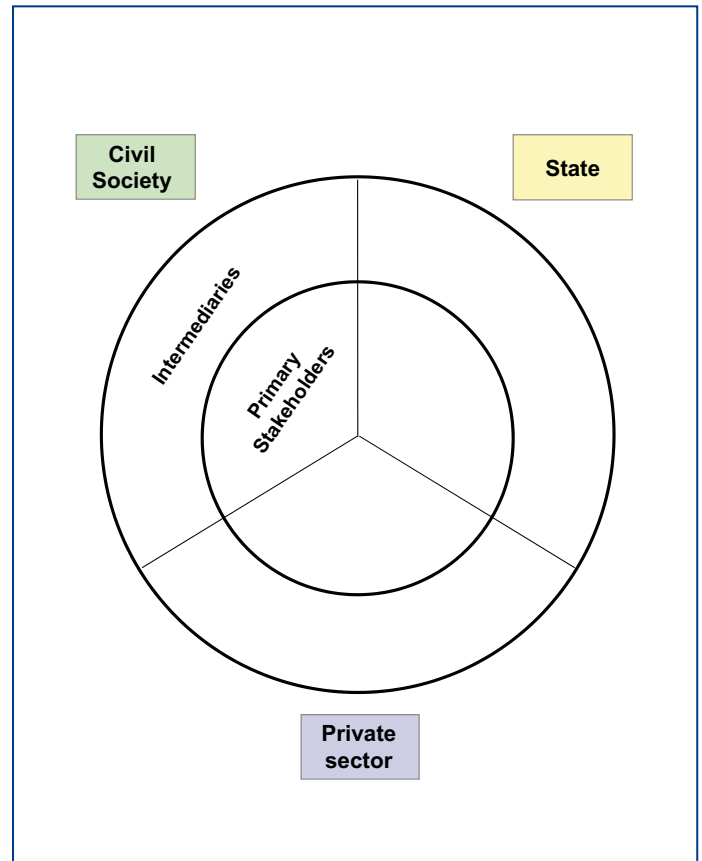 Civil
Society
State
Intermediaries
Primary
Stakeholders
Private
sector